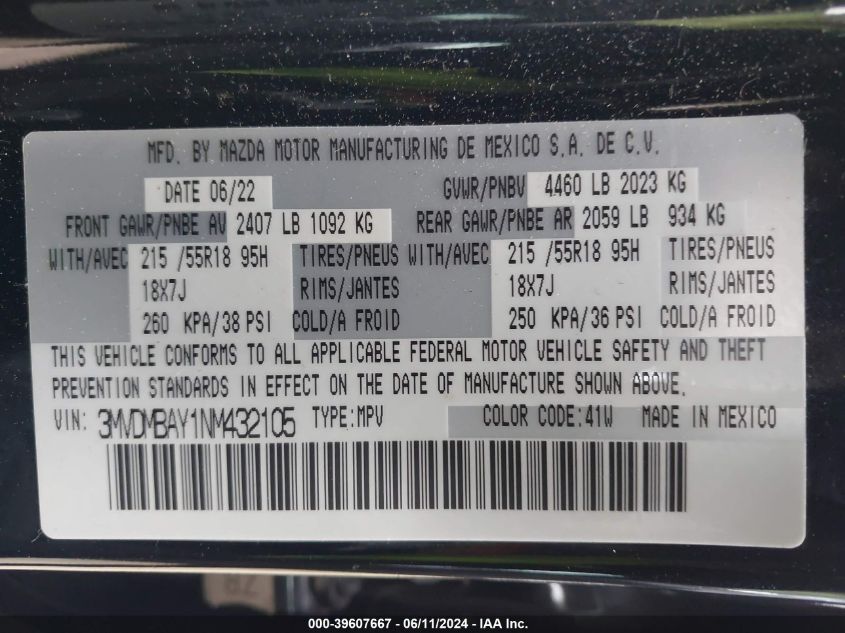 MFD. BY MAZDA MOTOR MANUFACTURING DE MEXICO S.A. DE C.V.
DATE 06/22 GVWR/PNBV 4460 LB 2023 KG
FRONT GAWR/PNBE AV 2407 LB 1092 KG REAR GAWR/PNBE AR 2059 LB 934 KG
WITH/AVEC 215 /55R18 95H TIRES/PNEUS WITH/AVEC 215 /55R18 95H TIRES/PNEUS
18X7J RIMS/JANTES 18X7J RIMS/JANTES
260 KPA/38 PSI COLD/A FROID 250 KPA/36 PSI COLD/A FROID
THIS VEHICLE CONFORMS TO ALL APPLICABLE FEDERAL MOTOR VEHICLE SAFETY AND THEFT
PREVENTION STANDARDS IN EFFECT ON THE DATE OF MANUFACTURE SHOWN ABOVE.
VIN: 3MVDMBAY1NM432105 TYPE:MPV COLOR CODE:41W MADE IN MEXICO
000-39607667 - 06/11/2024 - IAA Inc.